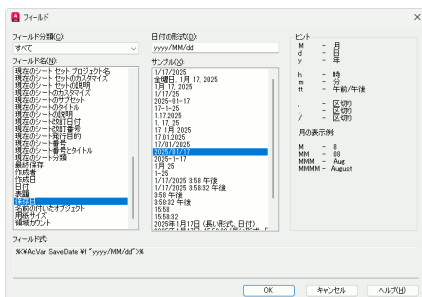 フィールド
フィールド分類(C):
すべて
フィールド名(N):
現在のシート セット プロジェクト名
現在のシート セットのカスタマイズ
現在のシート セットの説明
現在のシートのカスタマイズ
現在のシートのサブセット
現在のシートのタイトル
現在のシートの説明
現在のシート改訂日付
現在のシート改訂番号
現在のシート発行目的
現在のシート番号
現在のシート番号とタイトル
現在のシート分類
最終保存
作成者
作成日
日付
表題
保存日
名前の付いたオブジェクト
用紙サイズ
領域カウント
日付の形式(D):
yyyy/MM/dd
サンプル(X):
1/17/2025
金曜日, 1月 17, 2025
1月 17, 2025
1/17/25
2025-01-17
17-1-25
1.17.2025
1. 17, 25
17 1月 2025
17.01.2025
17/01/2025
2025/01/17
2025-1-17
1月 25
1-25
1/17/2025 3:58 午後
1/17/2025 3:58:32 午後
3:58 午後
3:58:32 午後
15:58
15:58:32
2025年1月17日 (長い形式、日付)
ヒント
M - 月
d - 日
y - 年
h - 時
m - 分
tt - 午前/午後
. - 区切り
- - 区切り
/ - 区切り
月の表示例:
M - 8
MM - 08
MMM - Aug
MMMM - August
フィールド式:
%<¥AcVar SaveDate ¥f "yyyy/MM/dd">%
OK
キャンセル
ヘルプ(H)